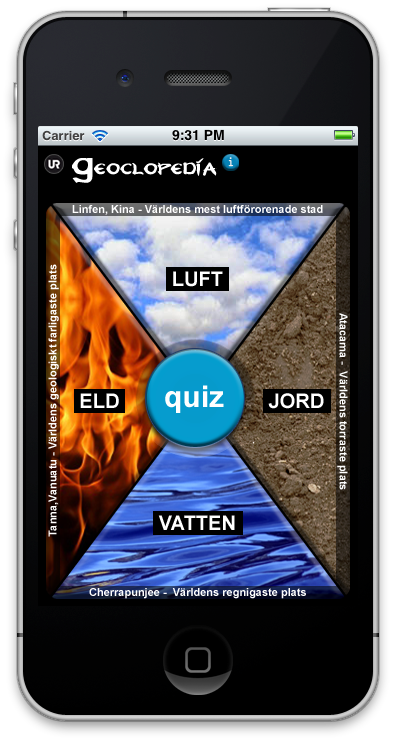 Carrier 9:31 PM
UR Geoclopedia i
Linfen, Kina - Världens mest luftförorenade stad
LUFT
Tanna,Vanuatu - Världens geologiskt farligaste plats
ELD
quiz
JORD
Atacama - Världens torraste plats
VATTEN
Cherrapunjee - Världens regnigaste plats